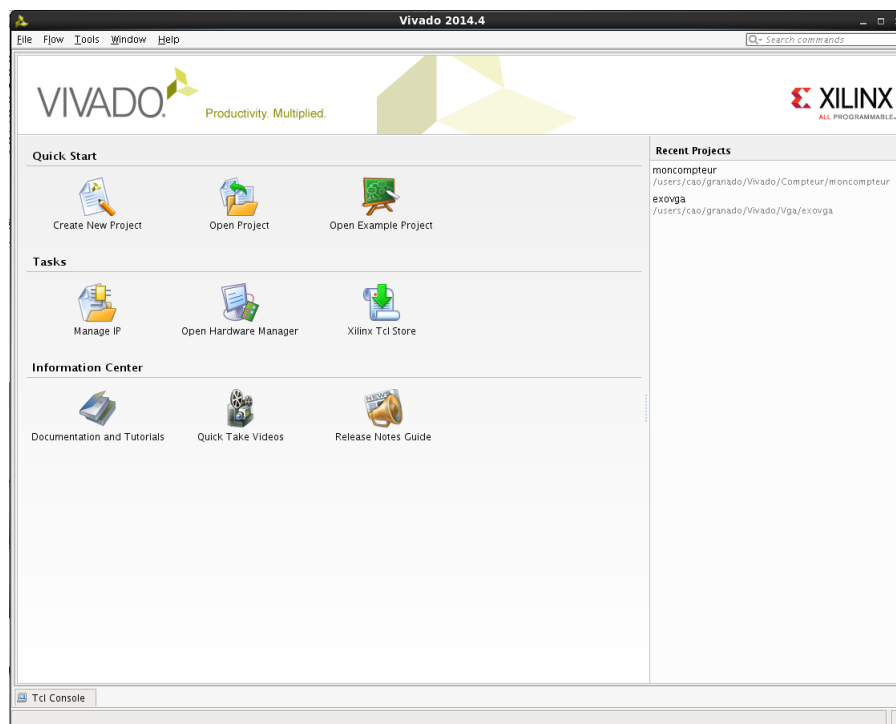 Vivado 2014.4
File Flow Tools Window Help
Search commands
VIVADO.
Productivity. Multiplied.
XILINX
ALL PROGRAMMABLE.
Quick Start
Create New Project
Open Project
Open Example Project
Tasks
Manage IP
Open Hardware Manager
Xilinx Tcl Store
Information Center
NEWS
Documentation and Tutorials
Quick Take Videos
Release Notes Guide
Recent Projects
moncompteur
/users/cao/granado/Vivado/Compteur/moncompteur
exovga
/users/cao/granado/Vivado/Vga/exovga
Tcl Console